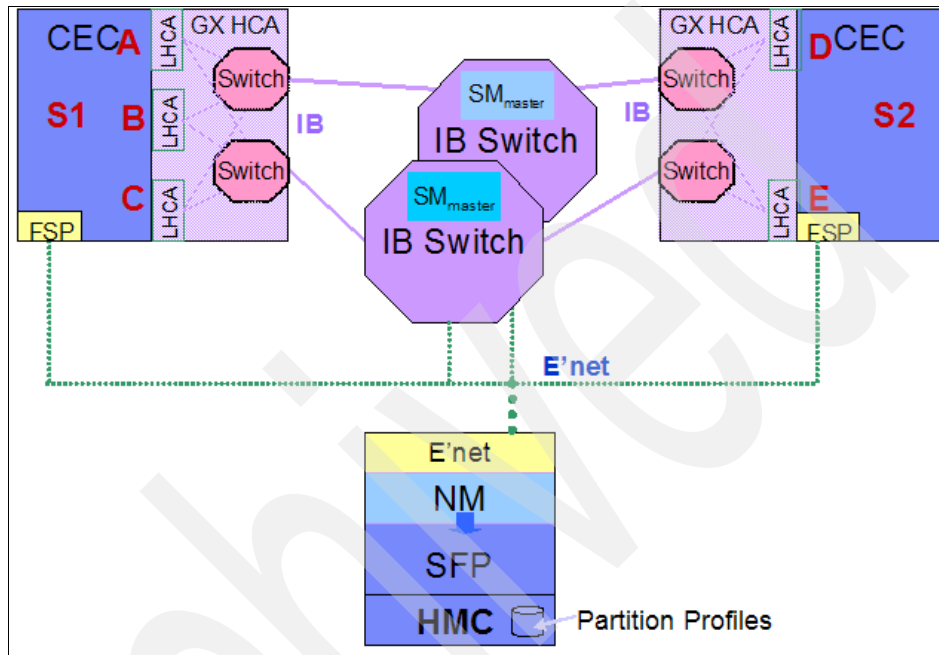 CEC
A
S1
B
C
FSP
LHCA
LHCA
LHCA
GX HCA
Switch
Switch
IB
SMmaster
IB Switch
SMmaster
IB Switch
IB
GX HCA
Switch
Switch
LHCA
LHCA
D
CEC
S2
E
FSP
E'net
E'net
NM
SFP
HMC
Partition Profiles